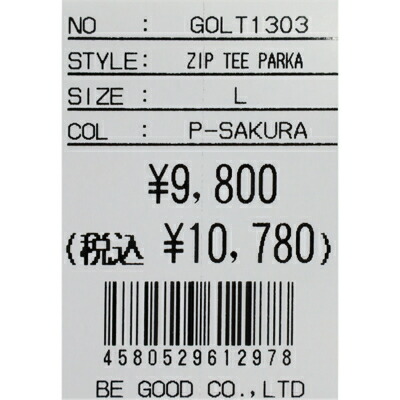 NO : GOLT1303
STYLE: ZIP TEE PARKA
SIZE : L
COL : P-SAKURA
¥9,800
(税込 ¥10,780)
4580529612978
BE GOOD CO.,LTD